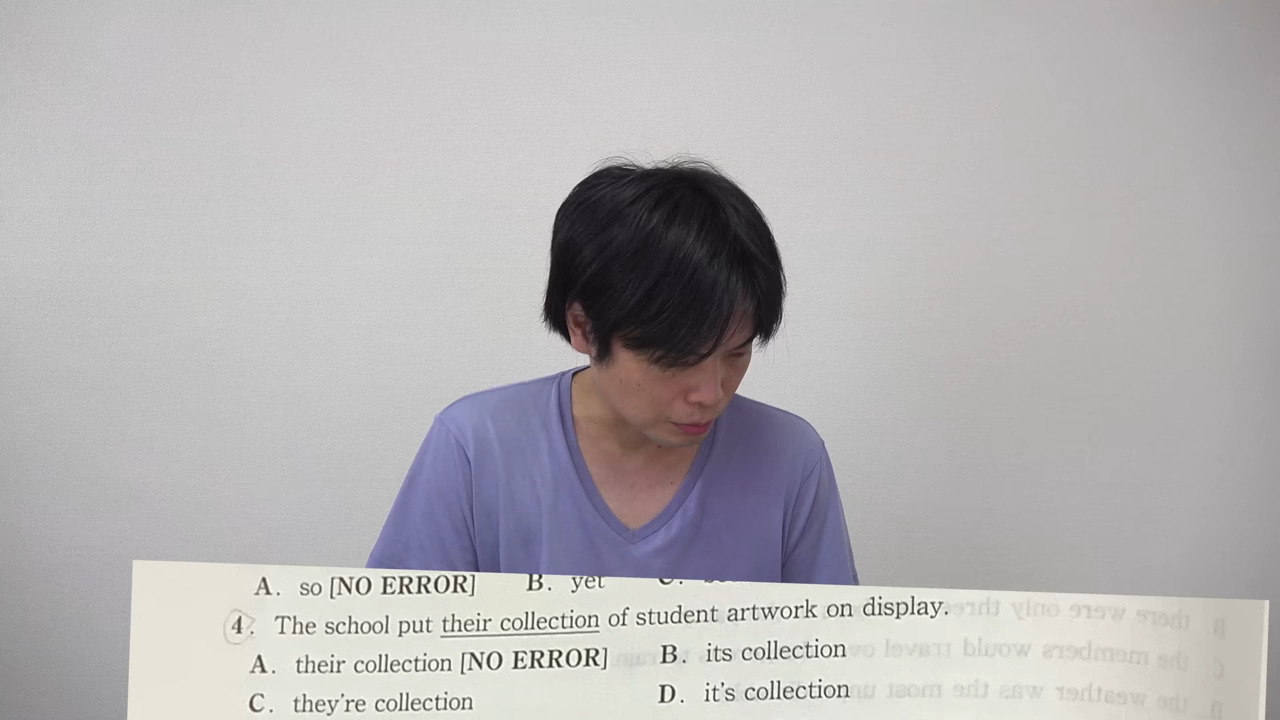 A. so [NO ERROR] B. yet C.
4. The school put their collection of student artwork on display.
A. their collection [NO ERROR] B. its collection
C. they're collection D. it's collection